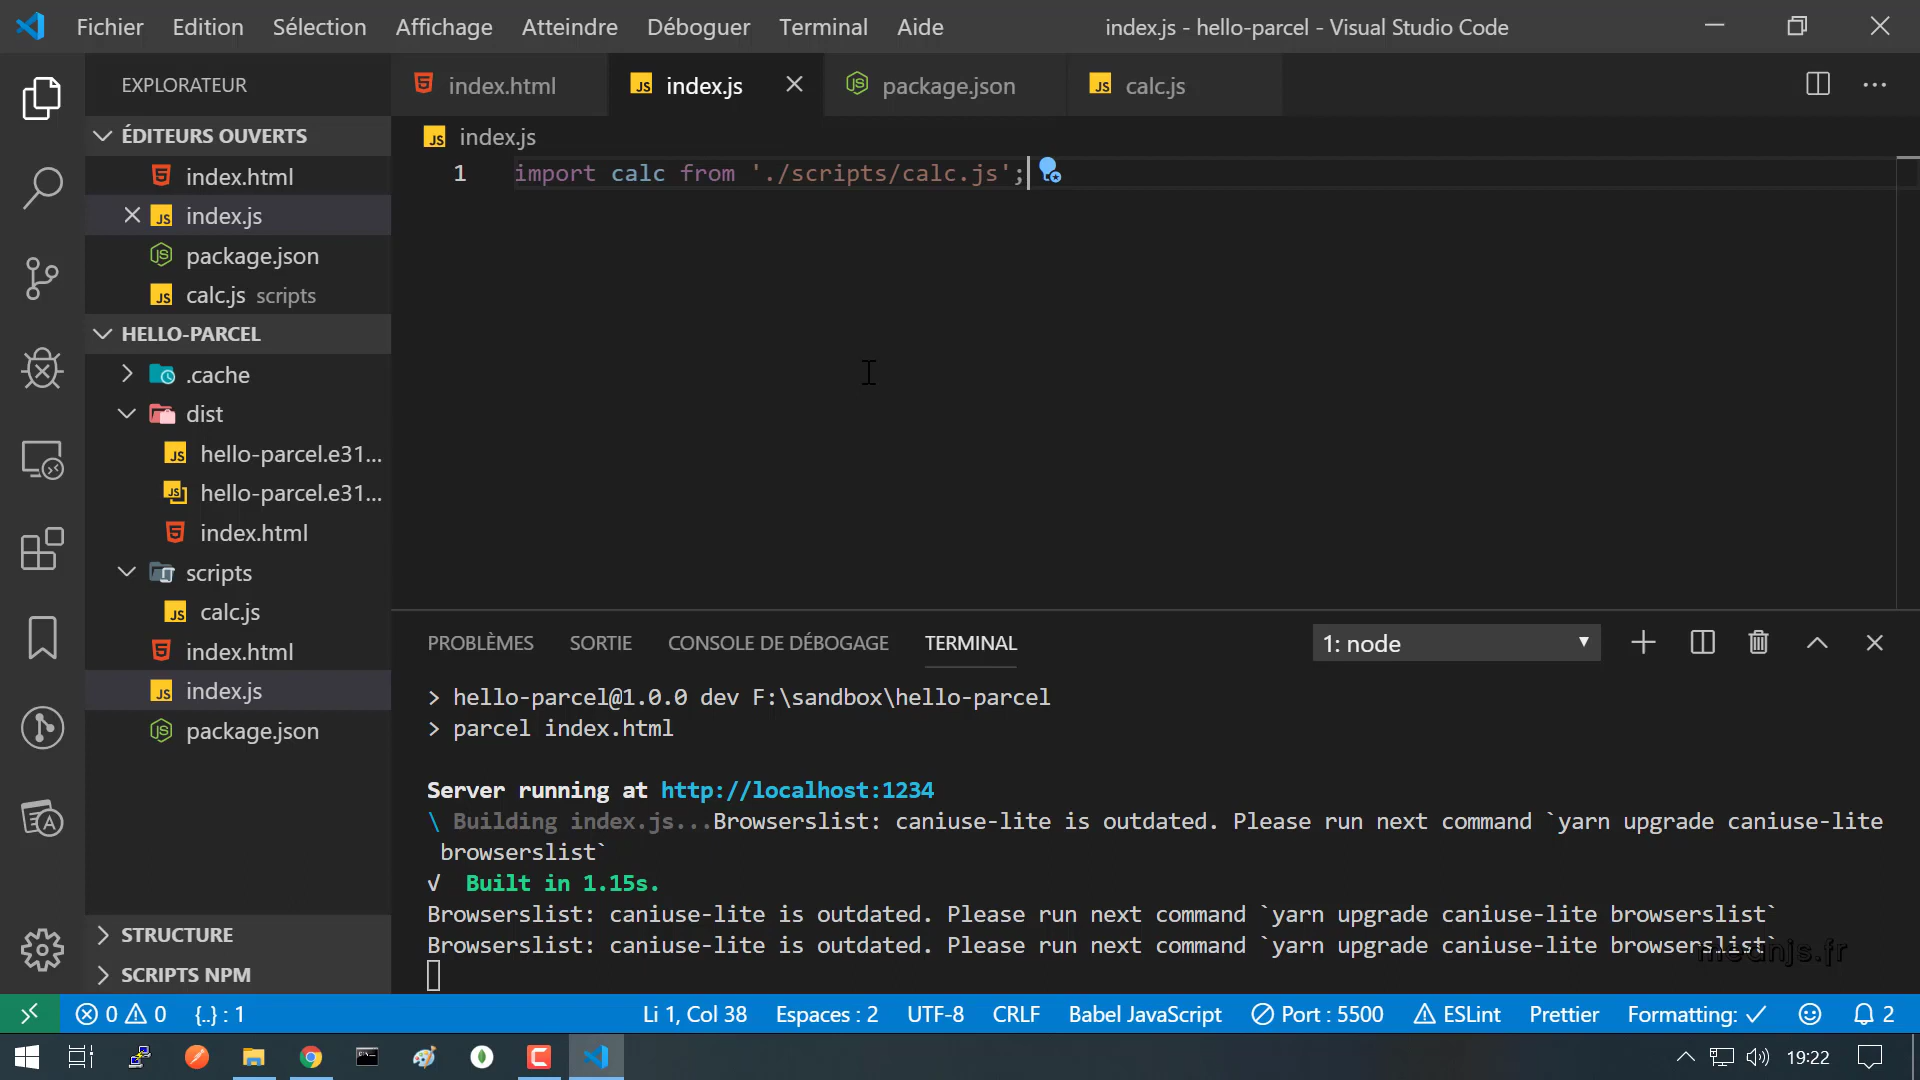 Fichier Edition Sélection Affichage Atteindre Déboguer Terminal Aide index.js - hello-parcel - Visual Studio Code
EXPLORATEUR
index.html index.js package.json calc.js
ÉDITEURS OUVERTS
index.html
index.js
package.json
calc.js scripts
HELLO-PARCEL
.cache
dist
hello-parcel.e31...
hello-parcel.e31...
index.html
scripts
calc.js
index.html
index.js
package.json
STRUCTURE
SCRIPTS NPM
index.js
1 import calc from './scripts/calc.js';
PROBLÈMES SORTIE CONSOLE DE DÉBOGAGE TERMINAL 1: node
> hello-parcel@1.0.0 dev F:\sandbox\hello-parcel
> parcel index.html
Server running at http://localhost:1234
\ Building index.js...Browserslist: caniuse-lite is outdated. Please run next command `yarn upgrade caniuse-lite
browserslist`
√ Built in 1.15s.
Browserslist: caniuse-lite is outdated. Please run next command `yarn upgrade caniuse-lite browserslist`
Browserslist: caniuse-lite is outdated. Please run next command `yarn upgrade caniuse-lite browserslist`
meanjs.fr
0 0 {..} : 1 Li 1, Col 38 Espaces : 2 UTF-8 CRLF Babel JavaScript Port : 5500 ESLint Prettier Formatting: ✓ 2
19:22